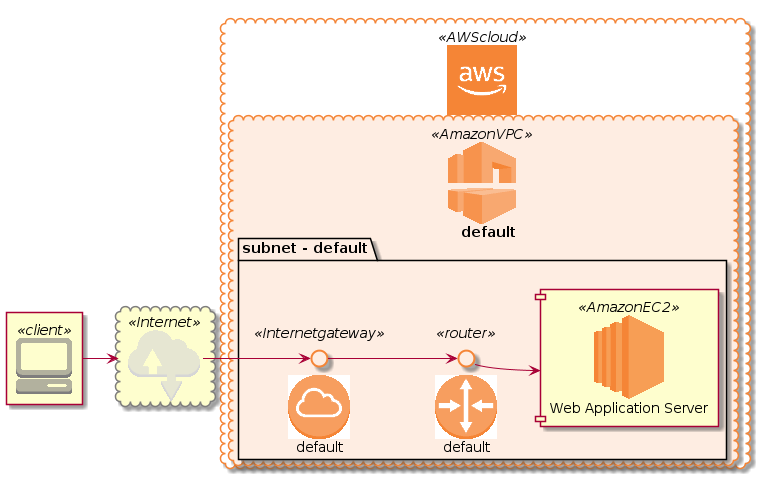 «AWScloud»
aws
«AmazonVPC»
default
subnet - default
«client»
«Internet»
«Internetgateway»
default
«router»
default
«AmazonEC2»
Web Application Server